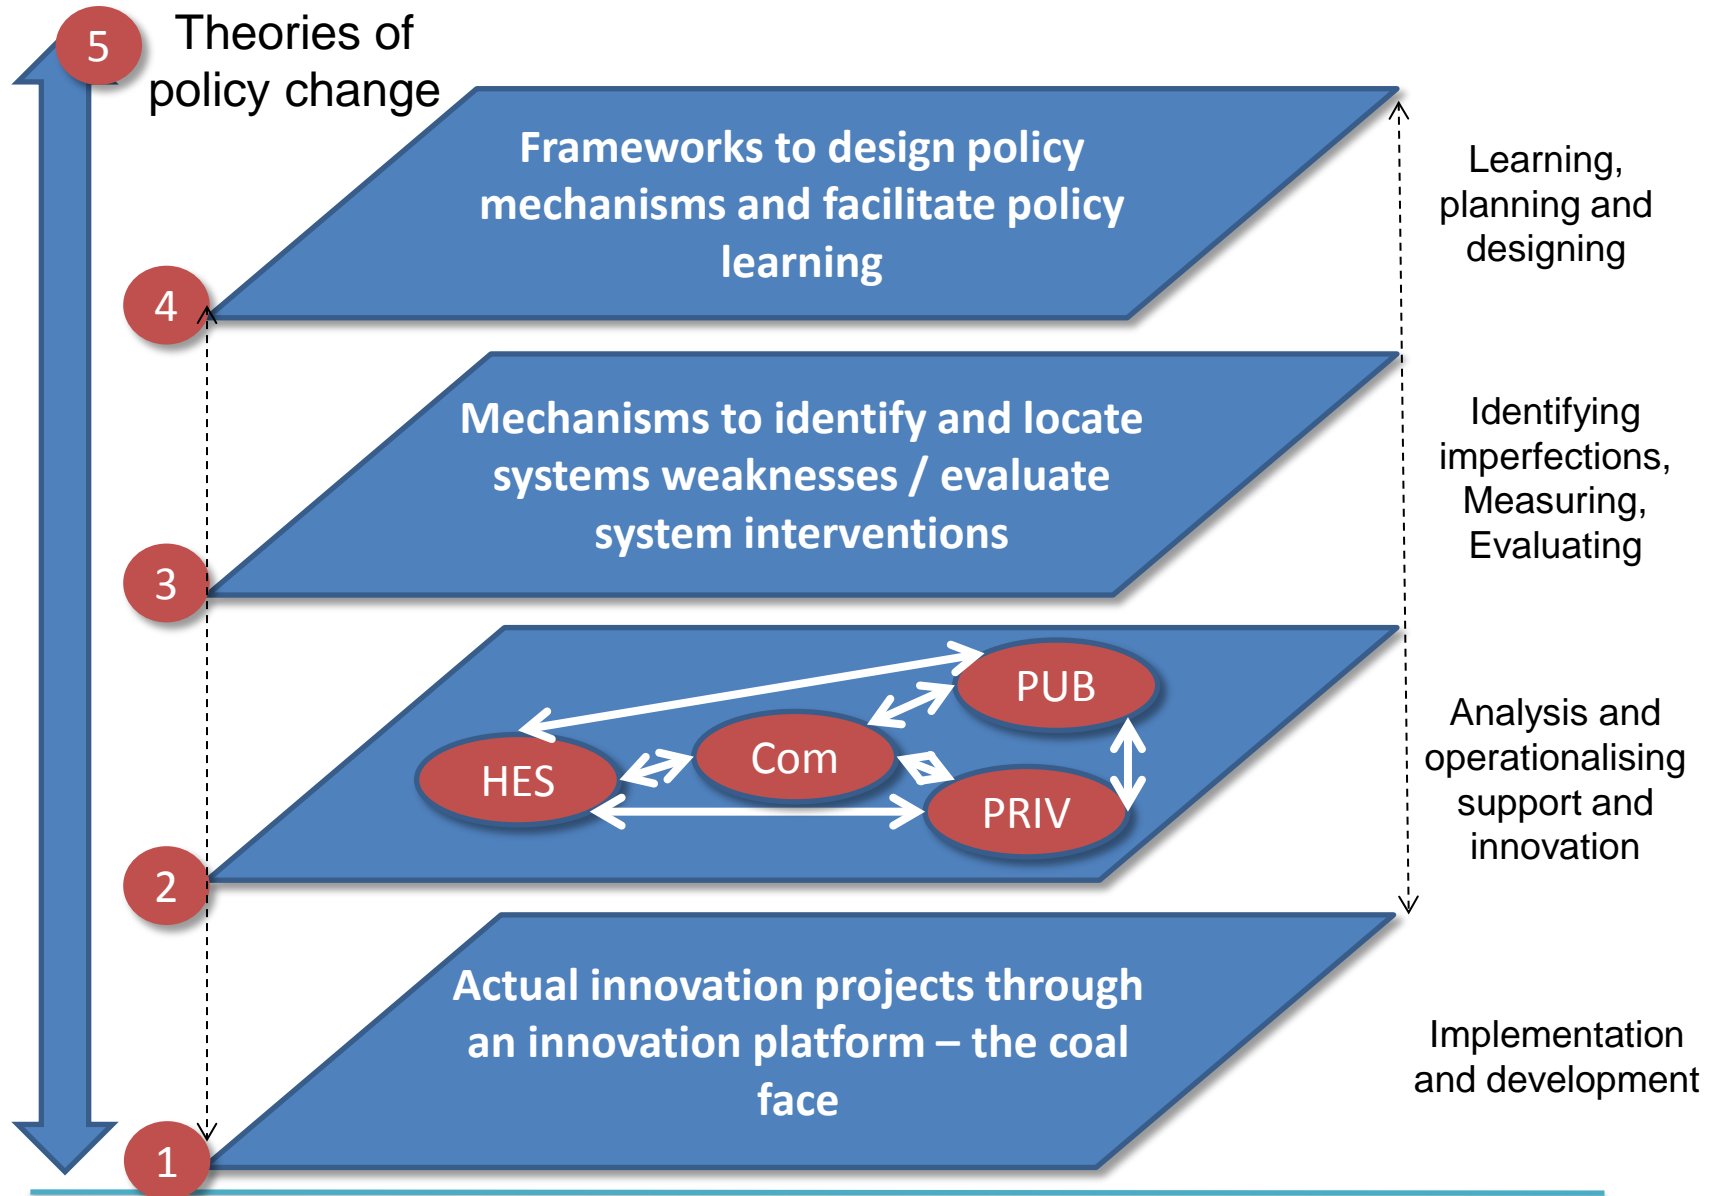 5
Theories of
policy change
Frameworks to design policy
mechanisms and facilitate policy
learning
Learning,
planning and
designing
4
Mechanisms to identify and locate
systems weaknesses / evaluate
system interventions
Identifying
imperfections,
Measuring,
Evaluating
3
PUB
Com
HES
PRIV
Analysis and
operationalising
support and
innovation
2
Actual innovation projects through
an innovation platform – the coal
face
Implementation
and development
1